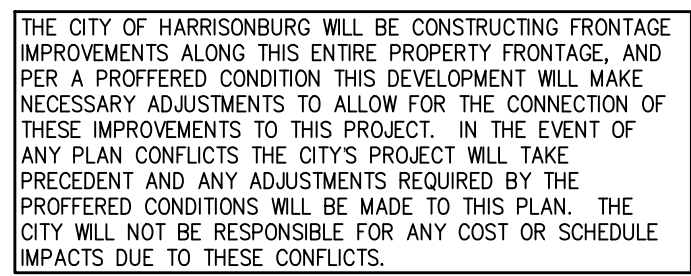 THE CITY OF HARRISONBURG WILL BE CONSTRUCTING FRONTAGE
IMPROVEMENTS ALONG THIS ENTIRE PROPERTY FRONTAGE, AND
PER A PROFFERED CONDITION THIS DEVELOPMENT WILL MAKE
NECESSARY ADJUSTMENTS TO ALLOW FOR THE CONNECTION OF
THESE IMPROVEMENTS TO THIS PROJECT.  IN THE EVENT OF
ANY PLAN CONFLICTS THE CITY'S PROJECT WILL TAKE
PRECEDENT AND ANY ADJUSTMENTS REQUIRED BY THE
PROFFERED CONDITIONS WILL BE MADE TO THIS PLAN.  THE
CITY WILL NOT BE RESPONSIBLE FOR ANY COST OR SCHEDULE
IMPACTS DUE TO THESE CONFLICTS.